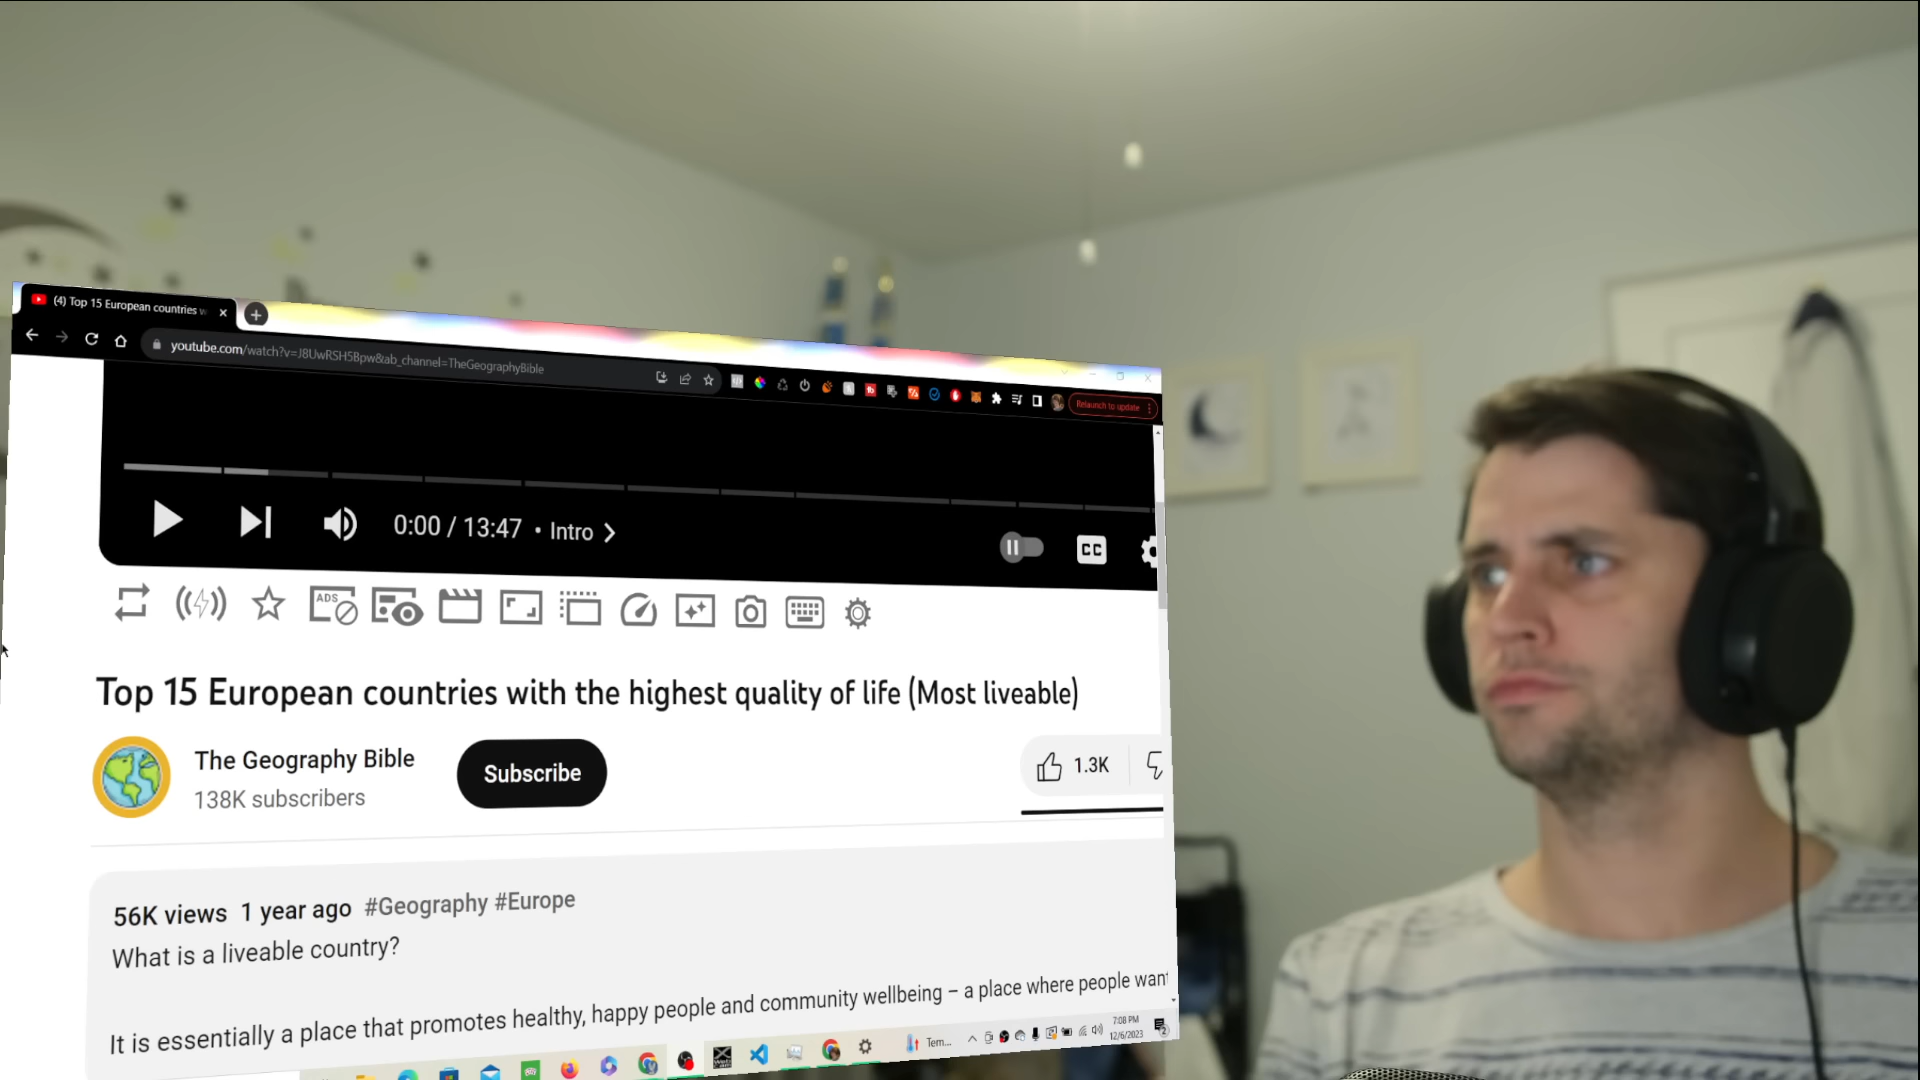 (4) Top 15 European countries w
youtube.com/watch?v=J8UwRSH5Bpw&ab_channel=TheGeographyBible
Relaunch to update
0:00 / 13:47 • Intro
CC
ADS
Top 15 European countries with the highest quality of life (Most liveable)
The Geography Bible
138K subscribers
Subscribe
1.3K
56K views 1 year ago #Geography #Europe
What is a liveable country?
It is essentially a place that promotes healthy, happy people and community wellbeing – a place where people want
Tem...
7:08 PM
12/6/2023
2